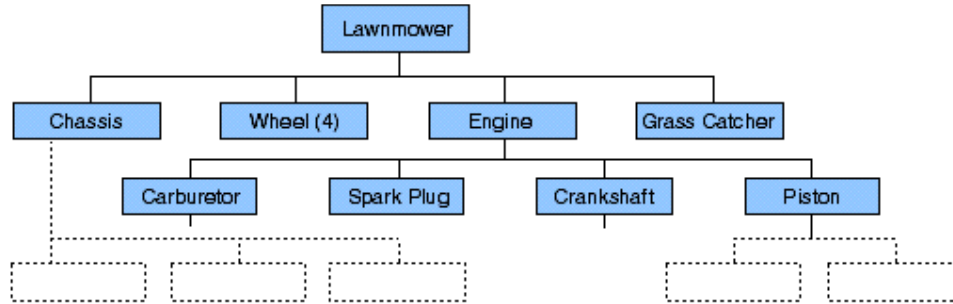 Lawnmower
Chassis
Wheel (4)
Engine
Grass Catcher
Carburetor
Spark Plug
Crankshaft
Piston